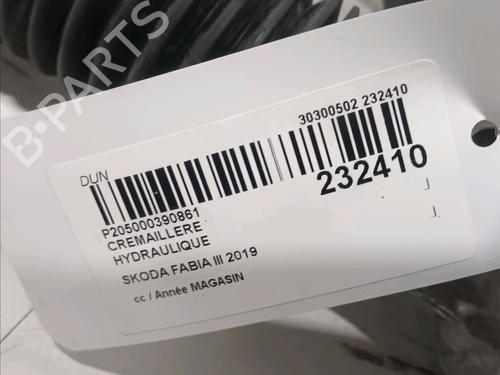 B-PARTS
30300502 232410
DUN
232410
P205000390861
CREMAILLERE
HYDRAULIQUE
SKODA FABIA III 2019
cc / Année MAGASIN